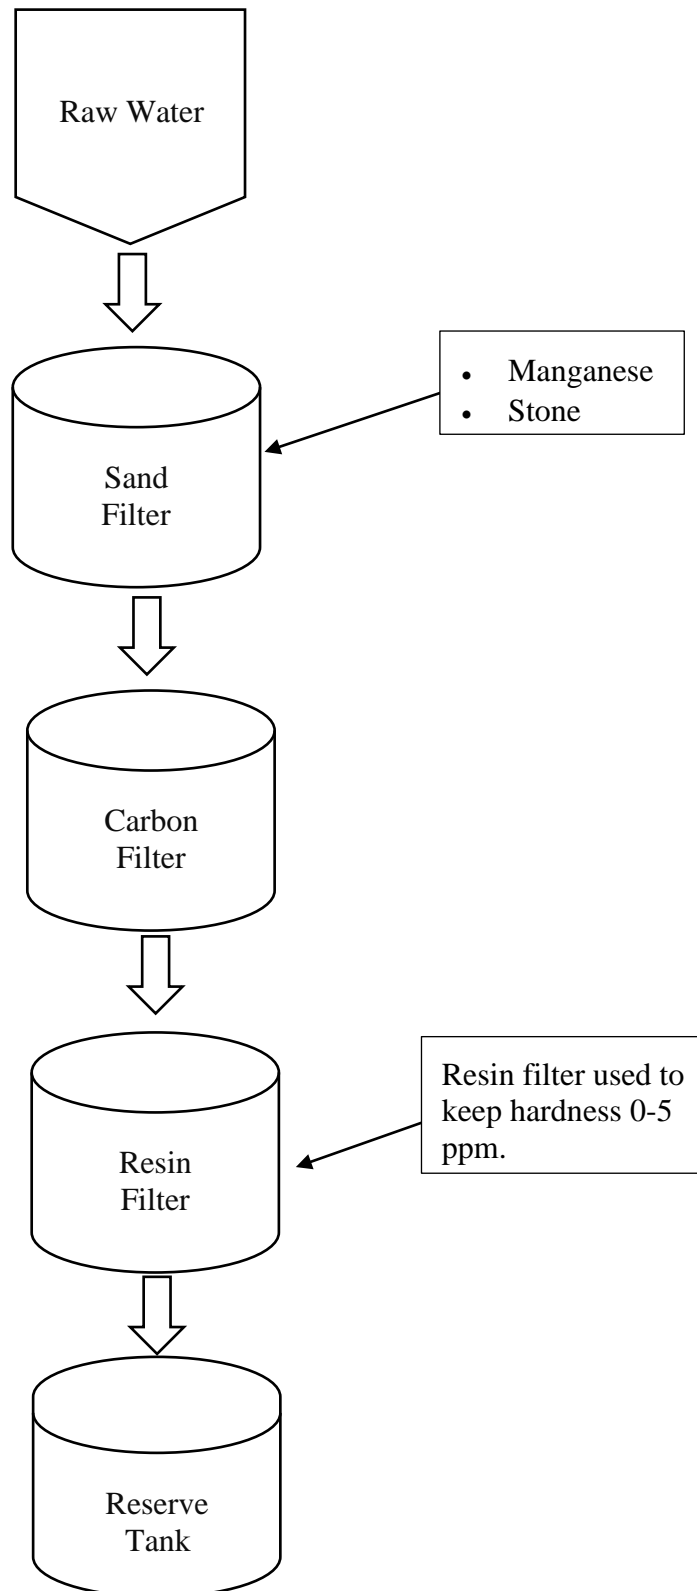 Raw Water
• Manganese
• Stone
Sand
Filter
Carbon
Filter
Resin filter used to
keep hardness 0-5
ppm.
Resin
Filter
Reserve
Tank